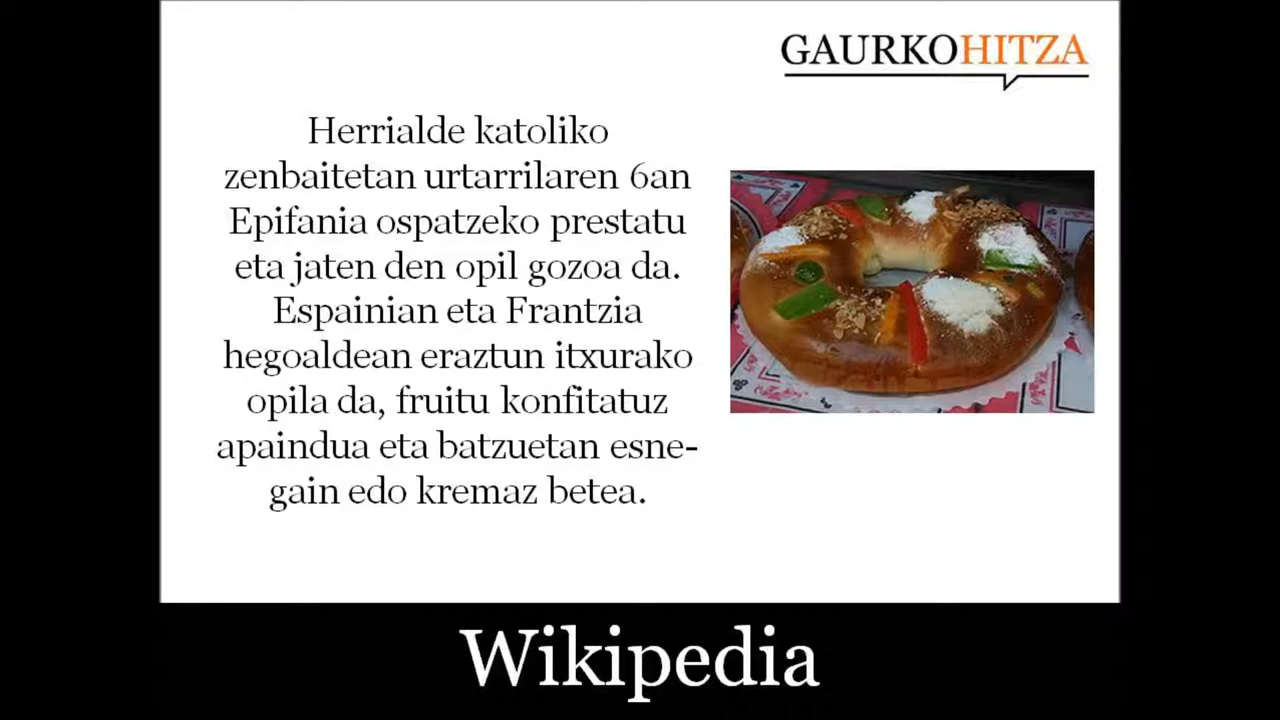 GAURKOHITZA
Herrialde katoliko
zenbaitetan urtarrilaren 6an
Epifania ospatzeko prestatu
eta jaten den opil gozoa da.
Espainian eta Frantzia
hegoaldean eraztun itxurako
opila da, fruitu konfitatuz
apaindua eta batzuetan esne-
gain edo kremaz betea.
Wikipedia